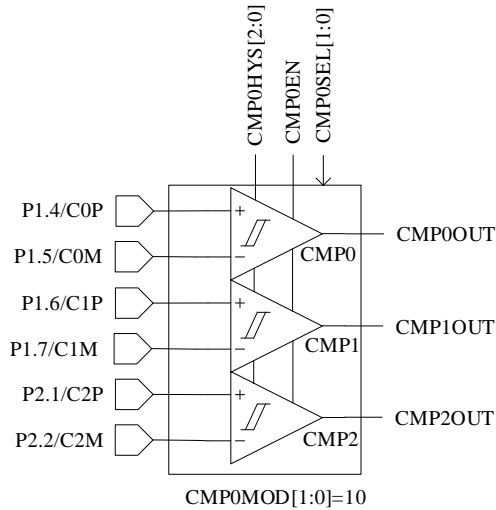 CMP0HYS[2:0]
CMP0EN
CMP0SEL[1:0]
P1.4/C0P
+
CMP0OUT
P1.5/C0M
−
CMP0
P1.6/C1P
+
CMP1OUT
P1.7/C1M
−
CMP1
P2.1/C2P
+
CMP2OUT
P2.2/C2M
−
CMP2
CMP0MOD[1:0]=10